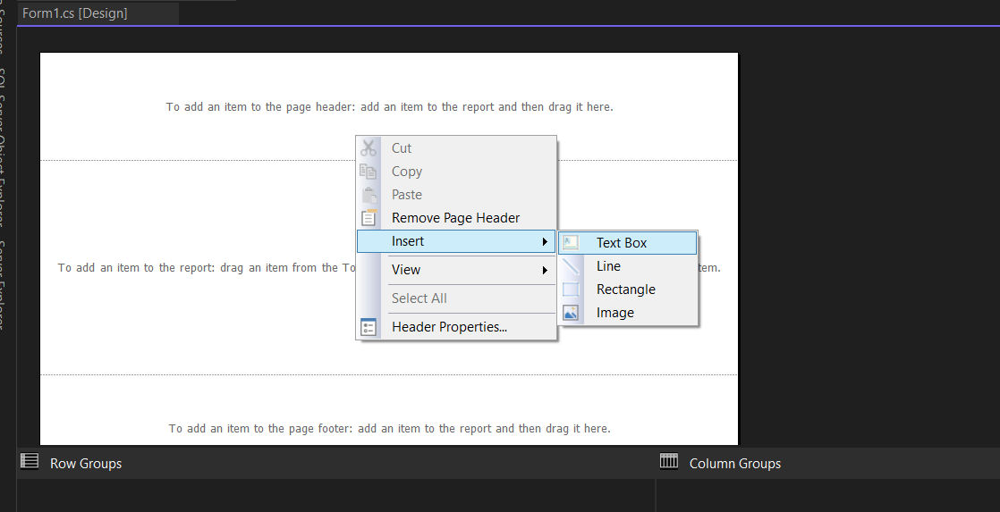 Form1.cs [Design]
SQL Server Object Explorer
Server Explorer
To add an item to the page header: add an item to the report and then drag it here.
Cut
Copy
Paste
Remove Page Header
Insert
View
Select All
Header Properties...
Text Box
Line
Rectangle
Image
To add an item to the report: drag an item from the To
tem.
To add an item to the page footer: add an item to the report and then drag it here.
Row Groups
Column Groups